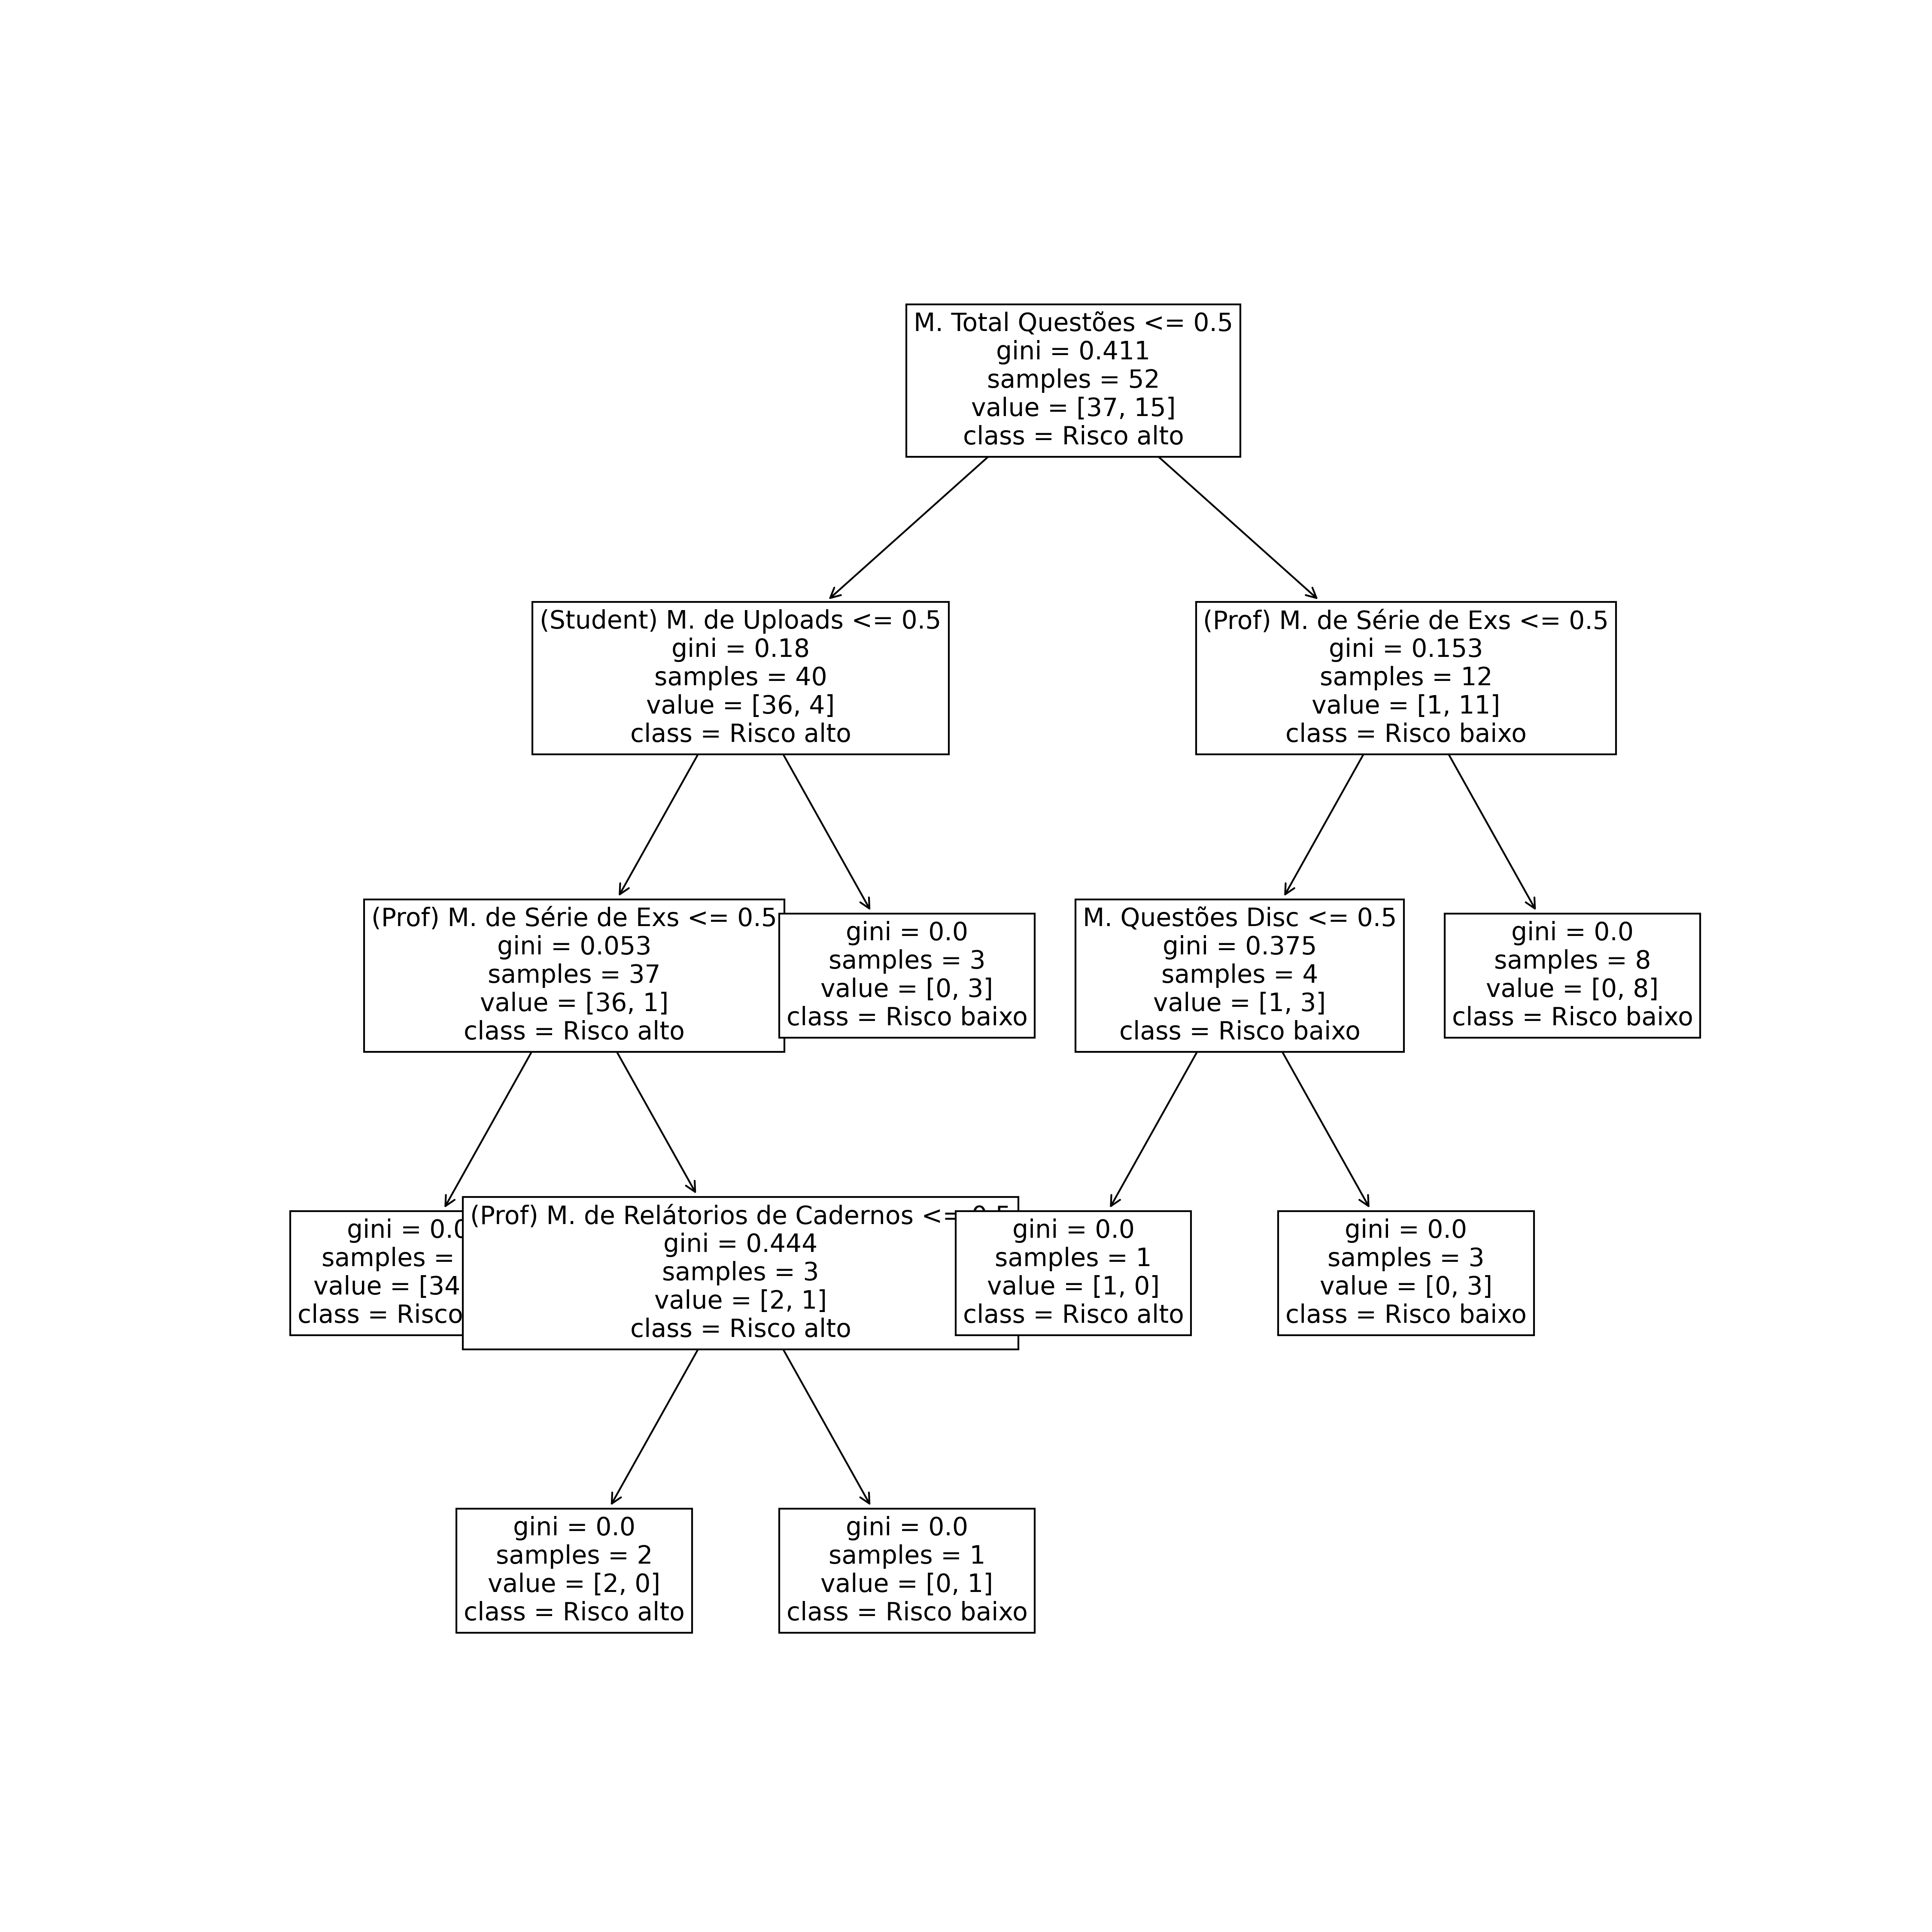 M. Total Questões <= 0.5
gini = 0.411
samples = 52
value = [37, 15]
class = Risco alto
(Student) M. de Uploads <= 0.5
gini = 0.18
samples = 40
value = [36, 4]
class = Risco alto
(Prof) M. de Série de Exs <= 0.5
gini = 0.153
samples = 12
value = [1, 11]
class = Risco baixo
(Prof) M. de Série de Exs <= 0.5
gini = 0.053
samples = 37
value = [36, 1]
class = Risco alto
gini = 0.0
samples = 3
value = [0, 3]
class = Risco baixo
M. Questões Disc <= 0.5
gini = 0.375
samples = 4
value = [1, 3]
class = Risco baixo
gini = 0.0
samples = 8
value = [0, 8]
class = Risco baixo
gini = 0.0
samples =
value = [34
class = Risco
(Prof) M. de Relátorios de Cadernos <=
gini = 0.444
samples = 3
value = [2, 1]
class = Risco alto
gini = 0.0
samples = 1
value = [1, 0]
class = Risco alto
gini = 0.0
samples = 3
value = [0, 3]
class = Risco baixo
gini = 0.0
samples = 2
value = [2, 0]
class = Risco alto
gini = 0.0
samples = 1
value = [0, 1]
class = Risco baixo